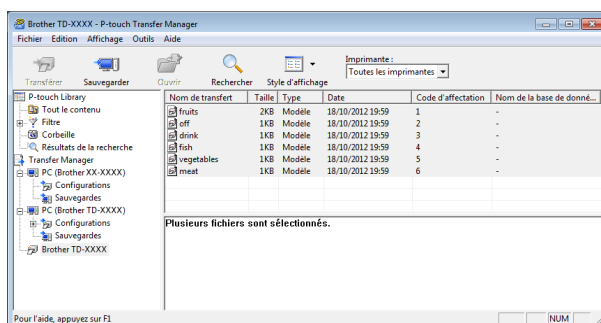 Brother TD-XXXX - P-touch Transfer Manager
Fichier Edition Affichage Outils Aide
Transférer Sauvegarder Ouvrir Rechercher Style d'affichage
Imprimante :
Toutes les imprimantes
P-touch Library
Tout le contenu
Filtre
Corbeille
Résultats de la recherche
Transfer Manager
PC (Brother XX-XXXX)
Configurations
Sauvegardes
PC (Brother TD-XXXX)
Configurations
Sauvegardes
Brother TD-XXXX
Nom de transfert Taille Type Date Code d'affectation Nom de la base de donné...
fruits 2KB Modèle 18/10/2012 19:59 1 -
off 1KB Modèle 18/10/2012 19:59 2 -
drink 1KB Modèle 18/10/2012 19:59 3 -
fish 1KB Modèle 18/10/2012 19:59 4 -
vegetables 1KB Modèle 18/10/2012 19:59 5 -
meat 1KB Modèle 18/10/2012 19:59 6 -
Plusieurs fichiers sont sélectionnés.
Pour l'aide, appuyez sur F1
NUM